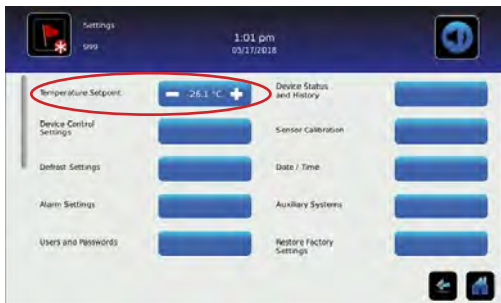 Settings
999
1:01 pm
05/17/2018
Temperature Setpoint
-26.1 °C
Device Control
Settings
Defrost Settings
Alarm Settings
Users and Passwords
Device Status
and History
Sensor Calibration
Date / Time
Auxiliary Systems
Restore Factory
Settings